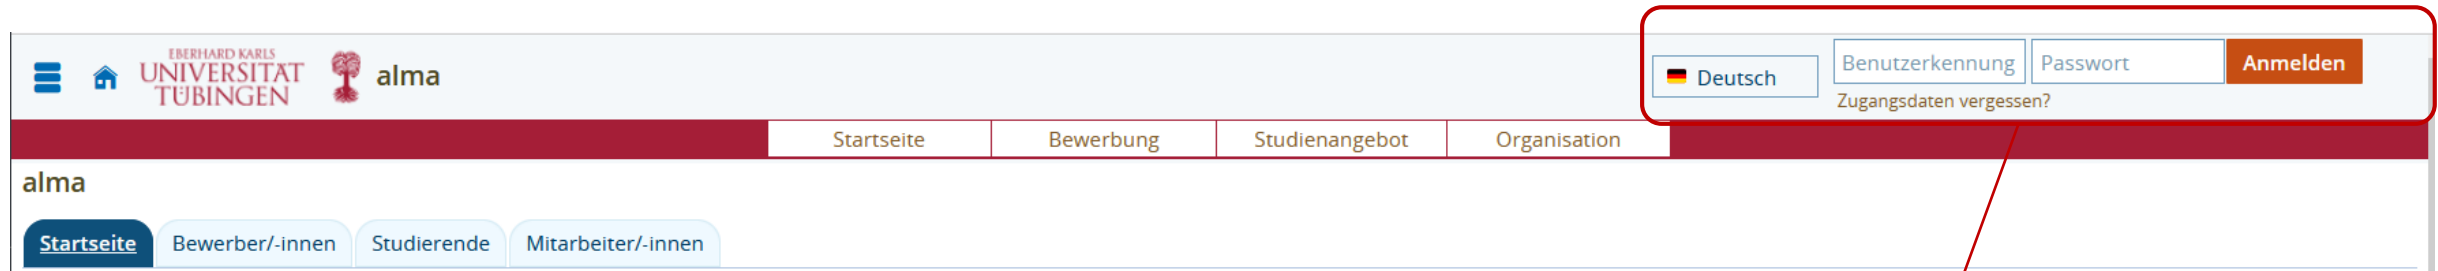 EBERHARD KARLS
UNIVERSITÄT
TÜBINGEN
alma
Deutsch
Benutzerkennung
Passwort
Anmelden
Zugangsdaten vergessen?
Startseite
Bewerbung
Studienangebot
Organisation
alma
Startseite
Bewerber/-innen
Studierende
Mitarbeiter/-innen